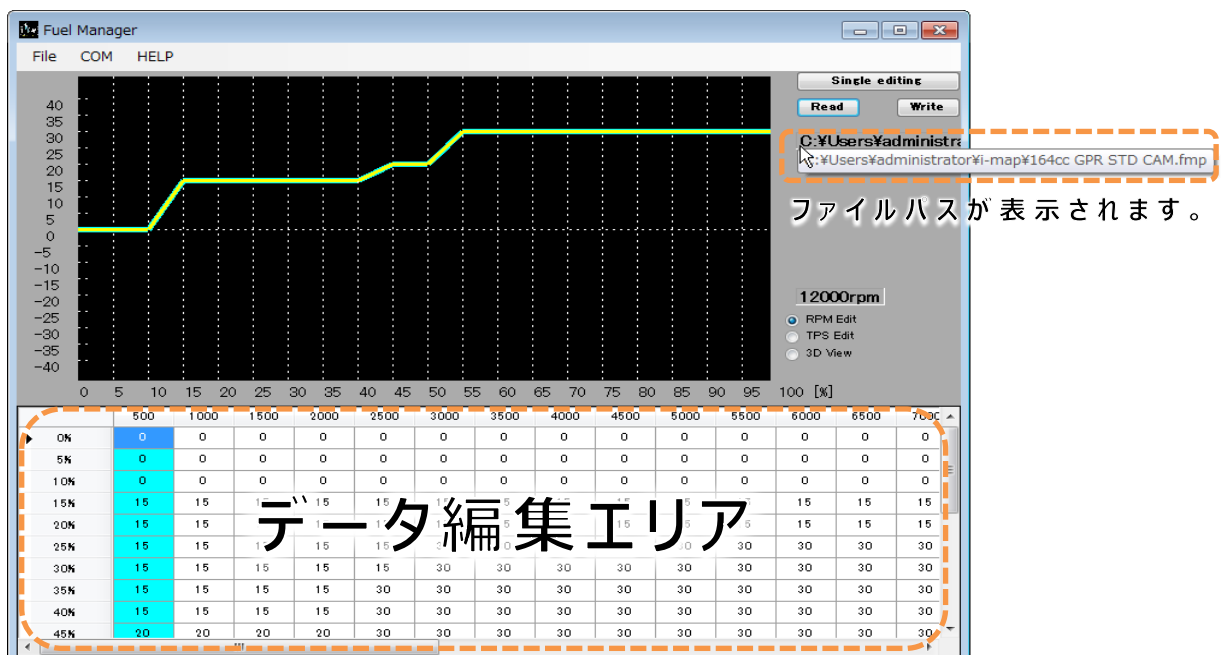 Fuel Manager
File COM HELP
Single editing
Read Write
C:¥Users¥administra
:¥Users¥administrator¥i-map¥164cc GPR STD CAM.fmp
ファイルパスが表示されます。
40
35
30
25
20
15
10
5
0
-5
-10
-15
-20
-25
-30
-35
-40
12000rpm
RPM Edit
TPS Edit
3D View
0 5 10 15 20 25 30 35 40 45 50 55 60 65 70 75 80 85 90 95 100 [%]
500 1000 1500 2000 2500 3000 3500 4000 4500 5000 5500 6000 6500 7000
0% 0 0 0 0 0 0 0 0 0 0 0 0 0 0
5% 0 0 0 0 0 0 0 0 0 0 0 0 0 0
10% 0 0 0 0 0 0 0 0 0 0 0 0 0 0
15% 15 15 15 15 15 15 15
20% 15 15 15 15 15 15 15
データ編集エリア
25% 15 15 15 15 30 30 30 30
30% 15 15 15 15 15 30 30 30 30 30 30 30 30 30
35% 15 15 15 15 30 30 30 30 30 30 30 30 30 30
40% 15 15 15 15 30 30 30 30 30 30 30 30 30 30
45% 20 20 20 20 30 30 30 30 30 30 30 30 30 30